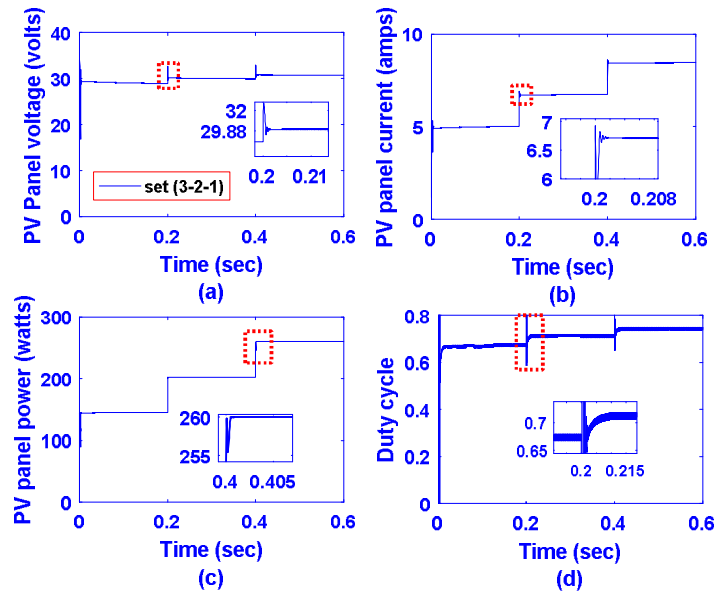 PV Panel voltage (volts)
40
30
20
10
0
32
29.88
0.2 0.21
set (3-2-1)
0 0.2 0.4 0.6
Time (sec)
(a)
PV panel current (amps)
10
5
0
7
6.5
6
0.2 0.208
0 0.2 0.4 0.6
Time (sec)
(b)
PV panel power (watts)
300
200
100
0
260
255
0.4 0.405
0 0.2 0.4 0.6
Time (sec)
(c)
Duty cycle
0.8
0.6
0.4
0.2
0
0.7
0.65
0.2 0.215
0 0.2 0.4 0.6
Time (sec)
(d)